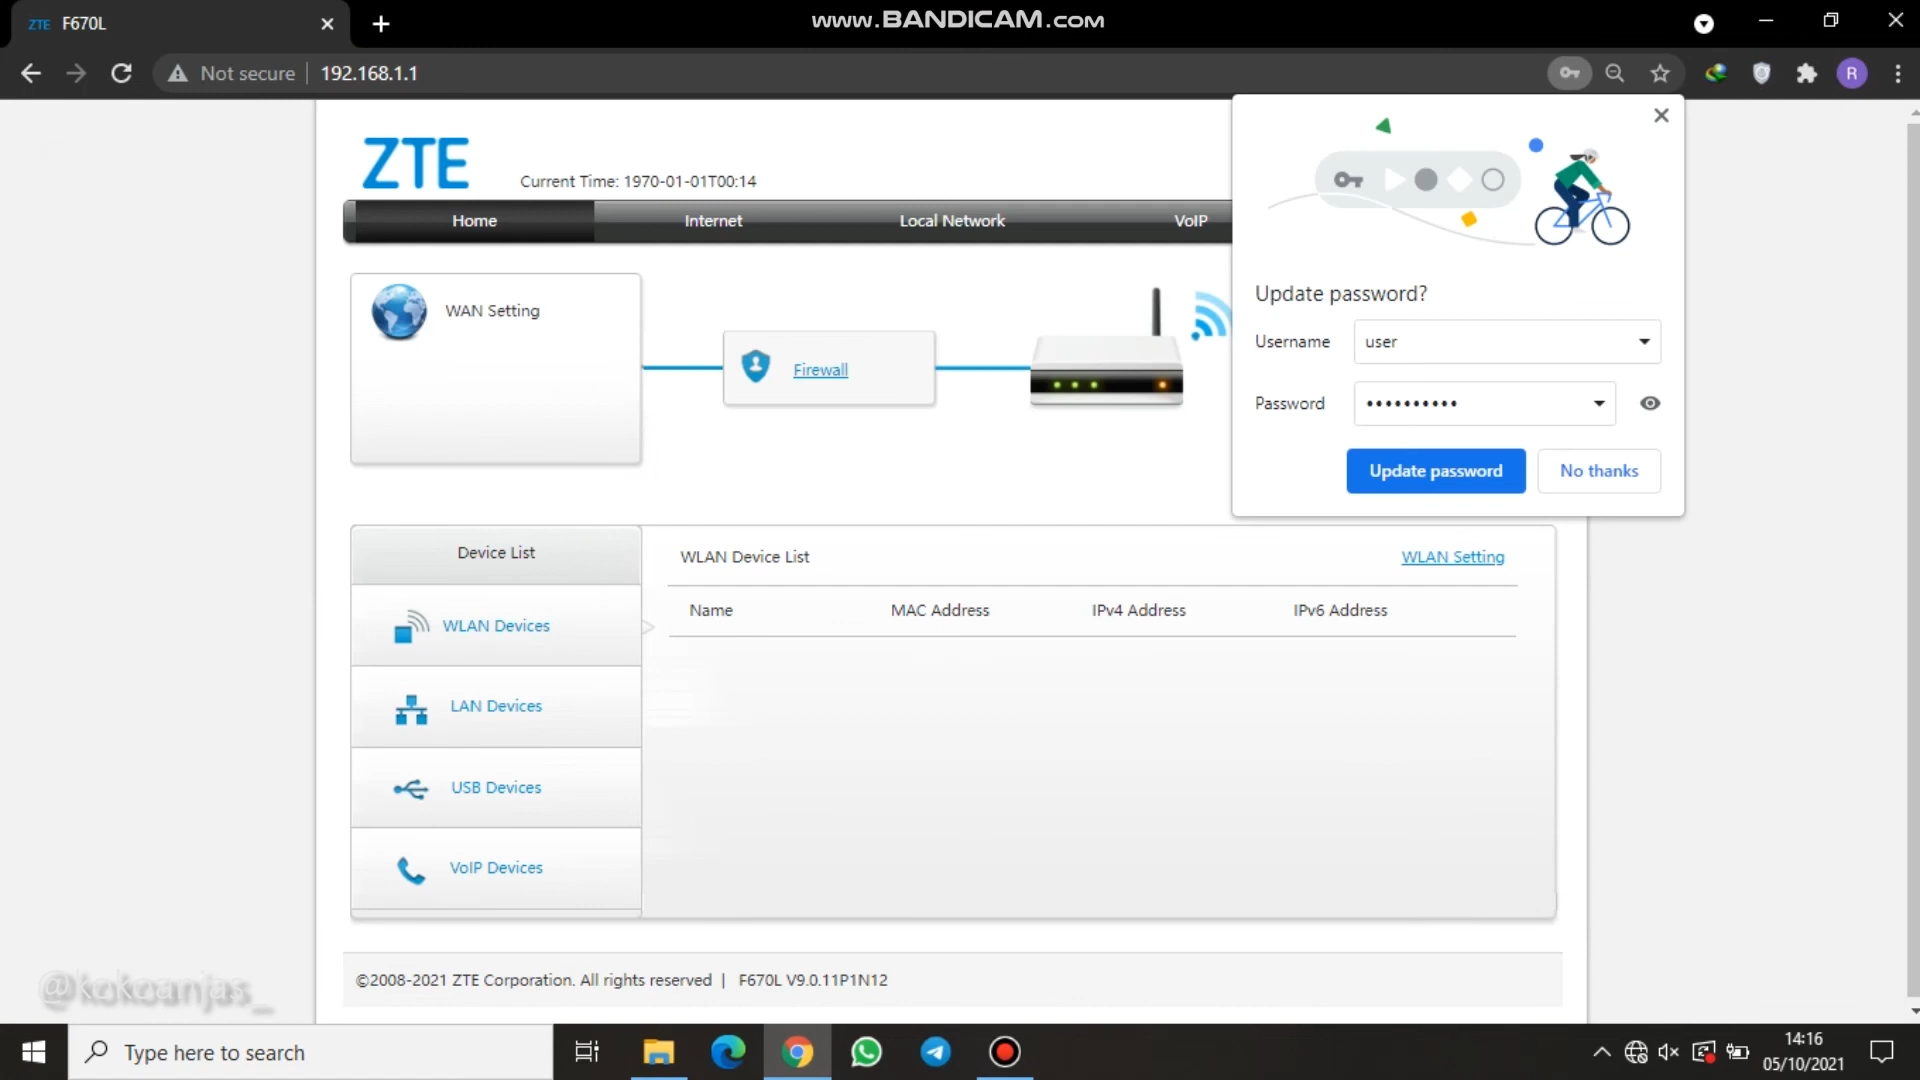 ZTE F670L
www.BANDICAM.com
Not secure
192.168.1.1
R
ZTE
Current Time: 1970-01-01T00:14
Home
Internet
Local Network
VoIP
WAN Setting
Firewall
Update password?
Username
user
Password
••••••••••
Update password
No thanks
Device List
WLAN Devices
LAN Devices
USB Devices
VoIP Devices
WLAN Device List
WLAN Setting
Name
MAC Address
IPv4 Address
IPv6 Address
©2008-2021 ZTE Corporation. All rights reserved | F670L V9.0.11P1N12
@kokoanjas_
Type here to search
14:16
05/10/2021